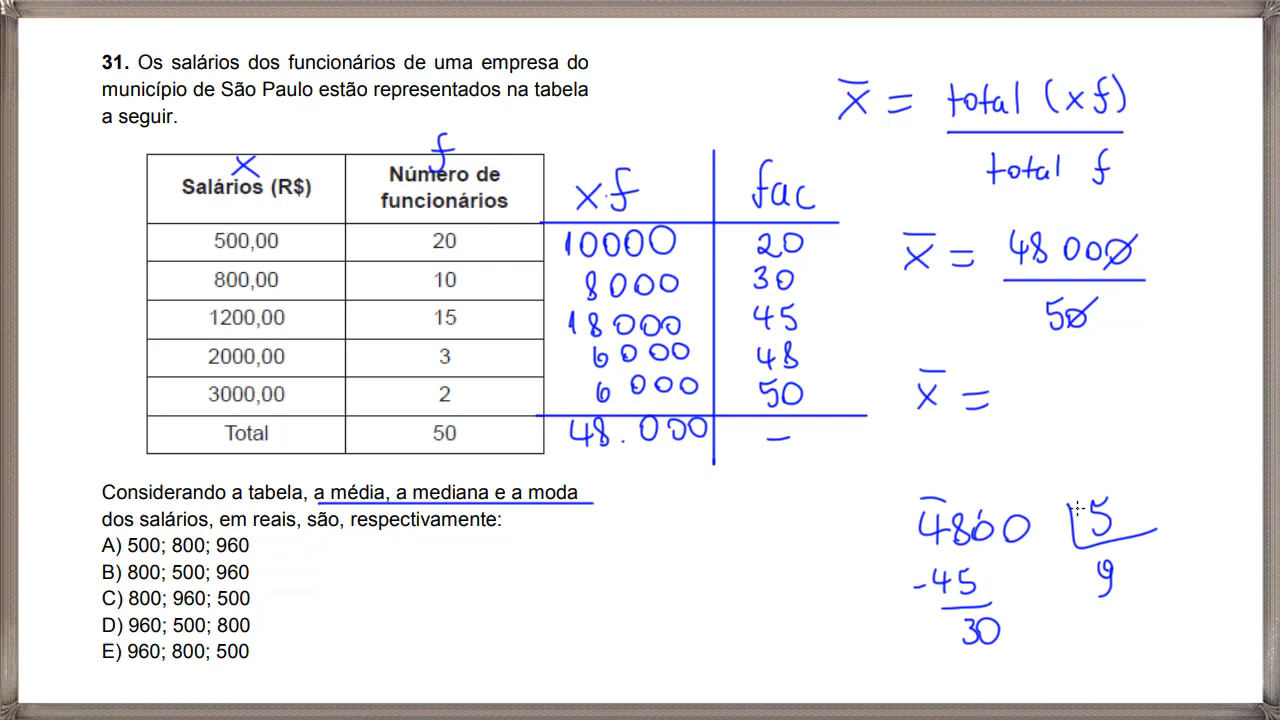 31. Os salários dos funcionários de uma empresa do
município de São Paulo estão representados na tabela
a seguir.
x f
Salários (R$) Número de funcionários x.f fac
500,00 20 10000 20
800,00 10 8000 30
1200,00 15 18000 45
2000,00 3 6000 48
3000,00 2 6000 50
Total 50 48.000 –
Considerando a tabela, a média, a mediana e a moda
dos salários, em reais, são, respectivamente:
A) 500; 800; 960
B) 800; 500; 960
C) 800; 960; 500
D) 960; 500; 800
E) 960; 800; 500
x̅ = total (xf)
total f
x̅ = 48000
50
x̅ =
4800 5
-45 9
30